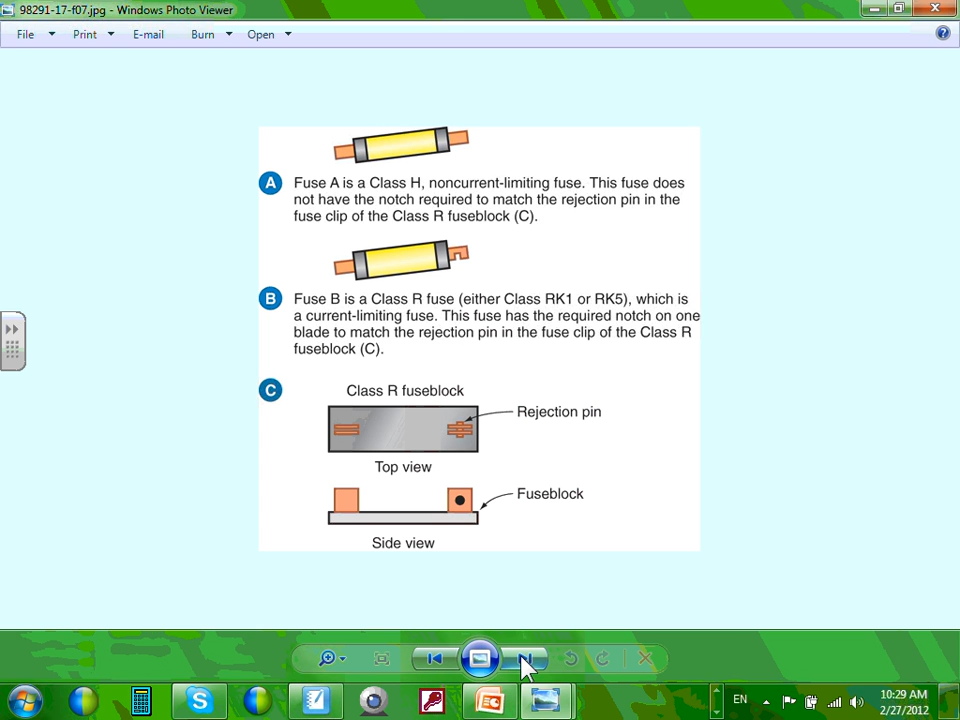 98291-17-f07.jpg - Windows Photo Viewer
File Print E-mail Burn Open
A Fuse A is a Class H, noncurrent-limiting fuse. This fuse does
not have the notch required to match the rejection pin in the
fuse clip of the Class R fuseblock (C).
B Fuse B is a Class R fuse (either Class RK1 or RK5), which is
a current-limiting fuse. This fuse has the required notch on one
blade to match the rejection pin in the fuse clip of the Class R
fuseblock (C).
C Class R fuseblock
Rejection pin
Top view
Fuseblock
Side view
EN
10:29 AM
2/27/2012